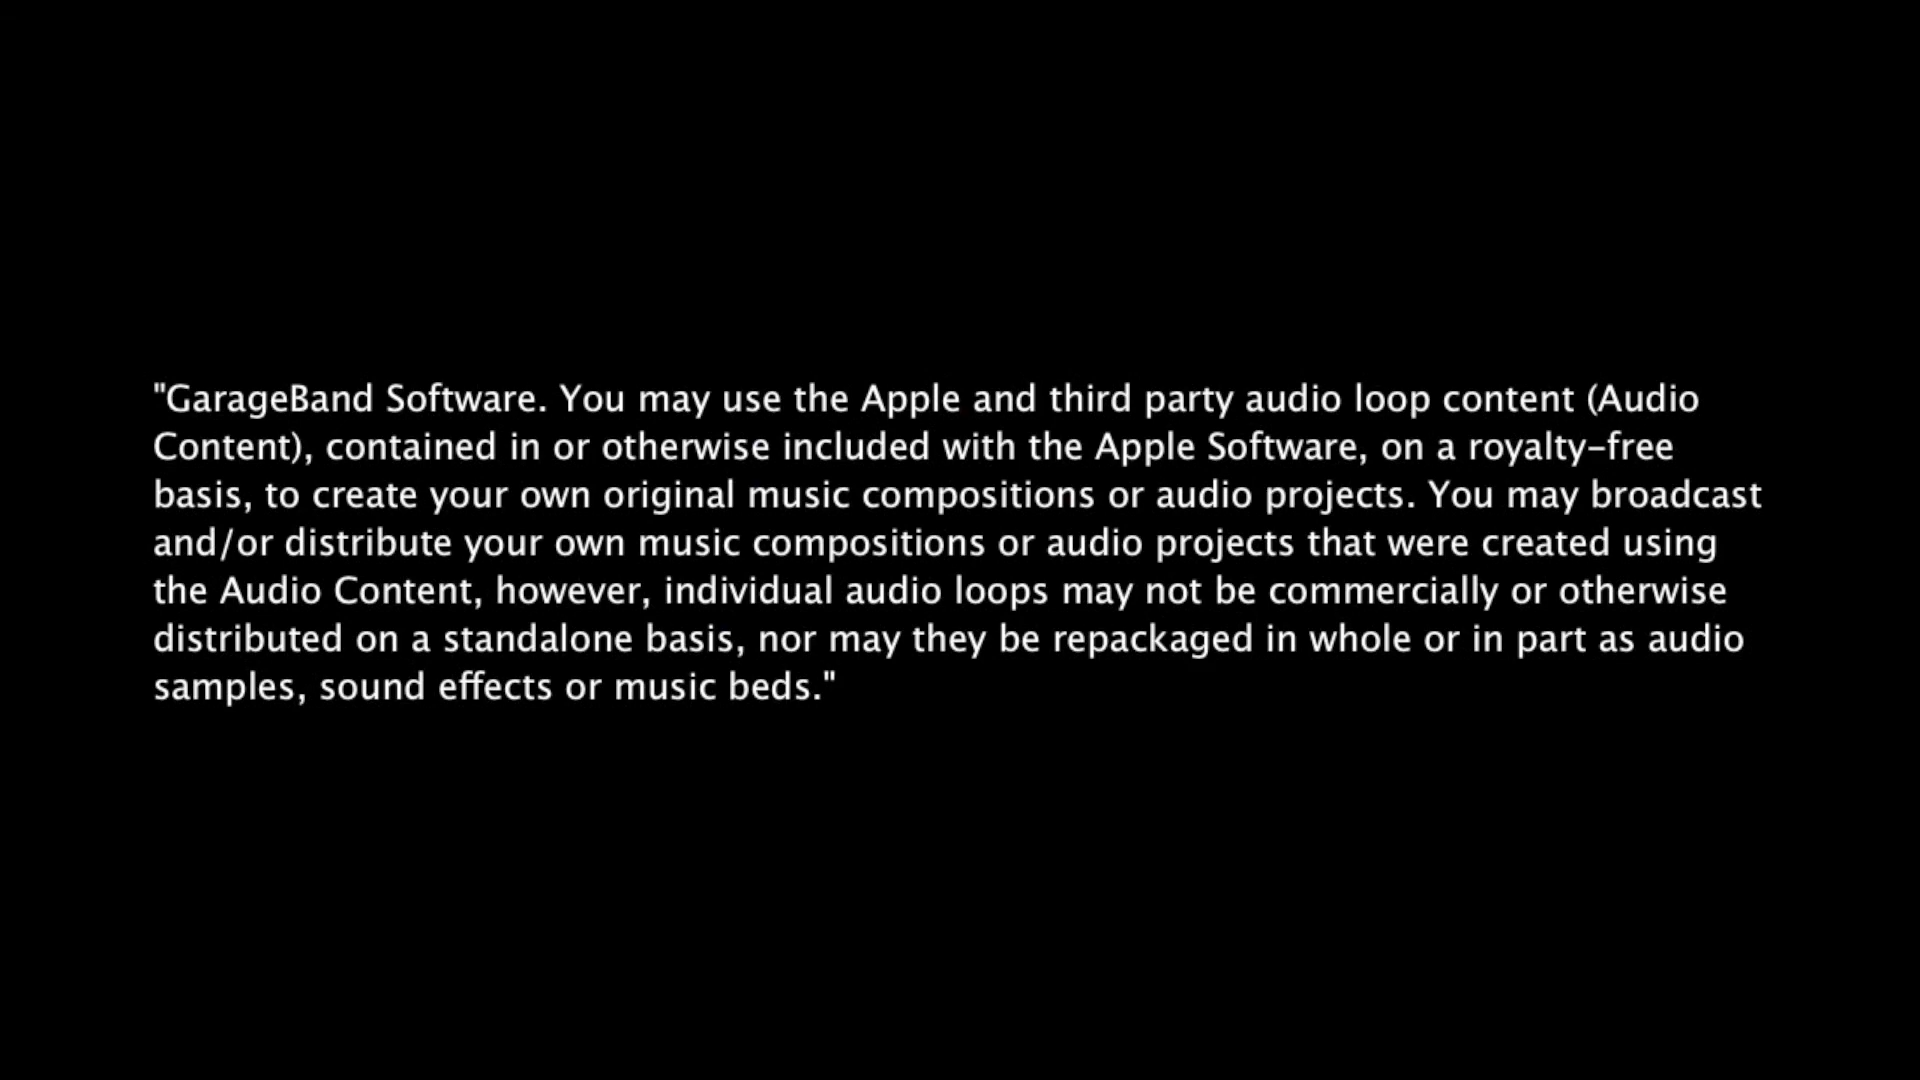 "GarageBand Software. You may use the Apple and third party audio loop content (Audio
Content), contained in or otherwise included with the Apple Software, on a royalty-free
basis, to create your own original music compositions or audio projects. You may broadcast
and/or distribute your own music compositions or audio projects that were created using
the Audio Content, however, individual audio loops may not be commercially or otherwise
distributed on a standalone basis, nor may they be repackaged in whole or in part as audio
samples, sound effects or music beds."